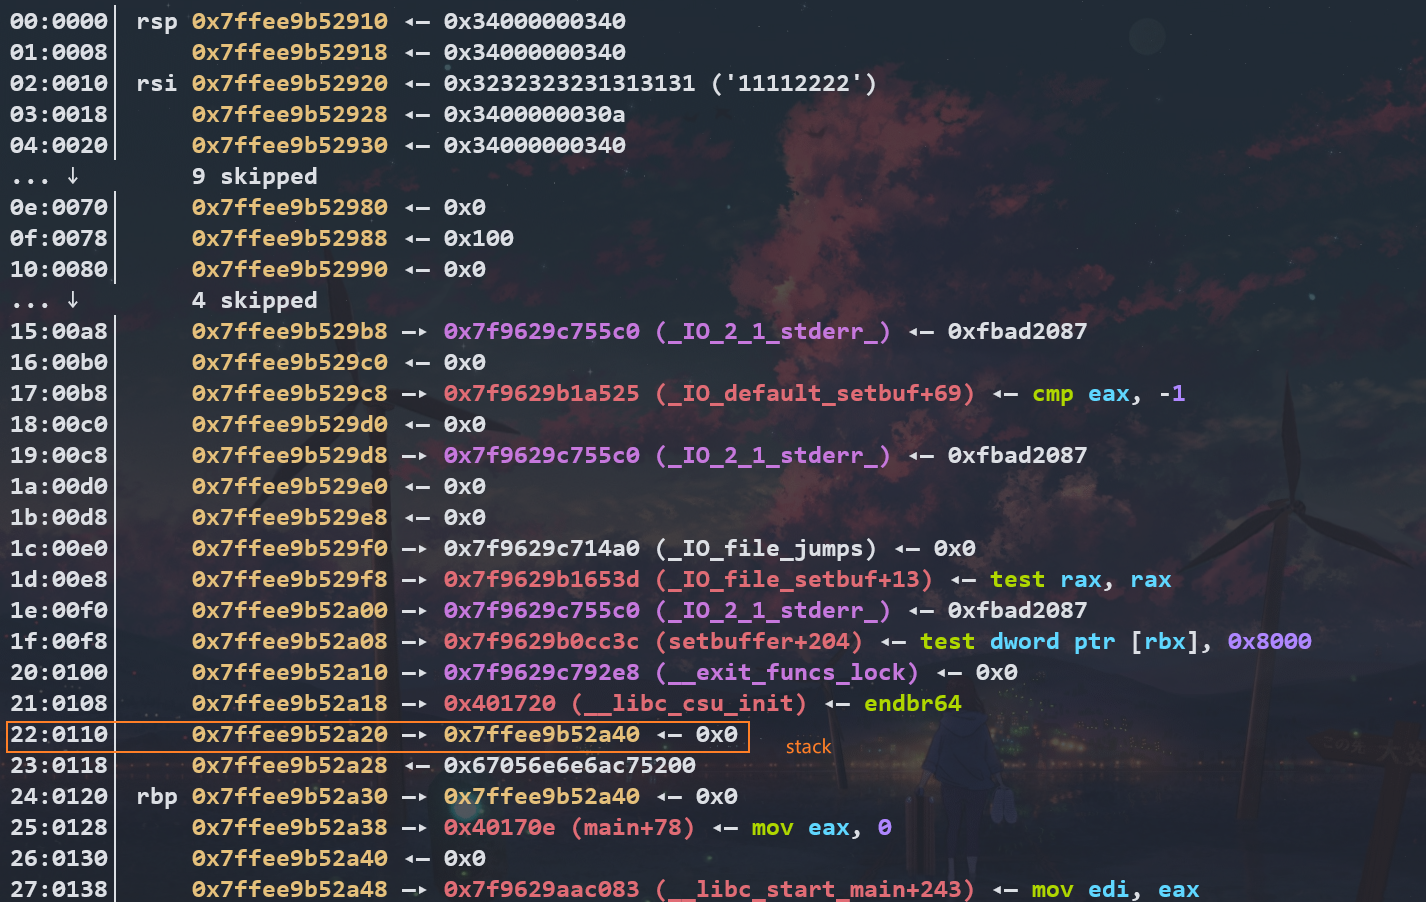 00:0000│ rsp 0x7ffee9b52910 ◂— 0x34000000340
01:0008│     0x7ffee9b52918 ◂— 0x34000000340
02:0010│ rsi 0x7ffee9b52920 ◂— 0x3232323231313131 ('11112222')
03:0018│     0x7ffee9b52928 ◂— 0x3400000030a
04:0020│     0x7ffee9b52930 ◂— 0x34000000340
... ↓        9 skipped
0e:0070│     0x7ffee9b52980 ◂— 0x0
0f:0078│     0x7ffee9b52988 ◂— 0x100
10:0080│     0x7ffee9b52990 ◂— 0x0
... ↓        4 skipped
15:00a8│     0x7ffee9b529b8 —▸ 0x7f9629c755c0 (_IO_2_1_stderr_) ◂— 0xfbad2087
16:00b0│     0x7ffee9b529c0 ◂— 0x0
17:00b8│     0x7ffee9b529c8 —▸ 0x7f9629b1a525 (_IO_default_setbuf+69) ◂— cmp eax, -1
18:00c0│     0x7ffee9b529d0 ◂— 0x0
19:00c8│     0x7ffee9b529d8 —▸ 0x7f9629c755c0 (_IO_2_1_stderr_) ◂— 0xfbad2087
1a:00d0│     0x7ffee9b529e0 ◂— 0x0
1b:00d8│     0x7ffee9b529e8 ◂— 0x0
1c:00e0│     0x7ffee9b529f0 —▸ 0x7f9629c714a0 (_IO_file_jumps) ◂— 0x0
1d:00e8│     0x7ffee9b529f8 —▸ 0x7f9629b1653d (_IO_file_setbuf+13) ◂— test rax, rax
1e:00f0│     0x7ffee9b52a00 —▸ 0x7f9629c755c0 (_IO_2_1_stderr_) ◂— 0xfbad2087
1f:00f8│     0x7ffee9b52a08 —▸ 0x7f9629b0cc3c (setbuffer+204) ◂— test dword ptr [rbx], 0x8000
20:0100│     0x7ffee9b52a10 —▸ 0x7f9629c792e8 (__exit_funcs_lock) ◂— 0x0
21:0108│     0x7ffee9b52a18 —▸ 0x401720 (__libc_csu_init) ◂— endbr64
22:0110│     0x7ffee9b52a20 —▸ 0x7ffee9b52a40 ◂— 0x0 stack
23:0118│     0x7ffee9b52a28 ◂— 0x67056e6e6ac75200
24:0120│ rbp 0x7ffee9b52a30 —▸ 0x7ffee9b52a40 ◂— 0x0
25:0128│     0x7ffee9b52a38 —▸ 0x40170e (main+78) ◂— mov eax, 0
26:0130│     0x7ffee9b52a40 ◂— 0x0
27:0138│     0x7ffee9b52a48 —▸ 0x7f9629aac083 (__libc_start_main+243) ◂— mov edi, eax